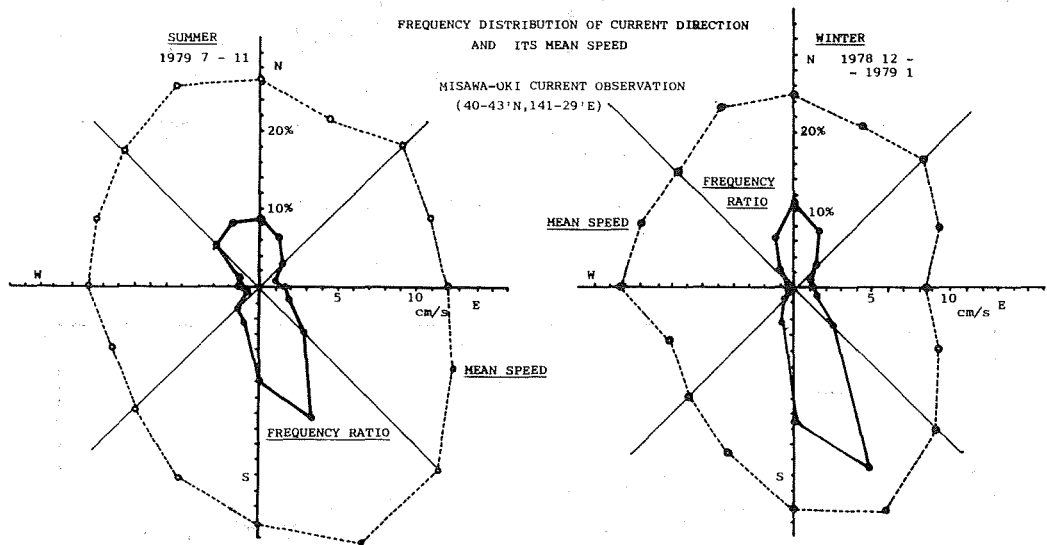 FREQUENCY DISTRIBUTION OF CURRENT DIRECTION
AND ITS MEAN SPEED
MISAWA-OKI CURRENT OBSERVATION
(40-43'N,141-29'E)
SUMMER
1979 7 - 11
N
20%
10%
W
5
10
cm/s
E
MEAN SPEED
FREQUENCY RATIO
S
WINTER
N 1978 12 -
- 1979 1
20%
FREQUENCY
RATIO
10%
MEAN SPEED
W
5
10
cm/s E
S